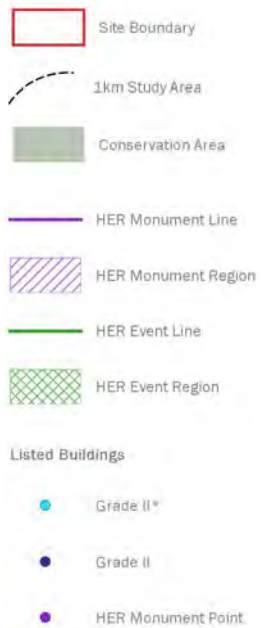 Site Boundary
1km Study Area
Conservation Area
HER Monument Line
HER Monument Region
HER Event Line
HER Event Region
Listed Buildings
Grade II*
Grade II
HER Monument Point